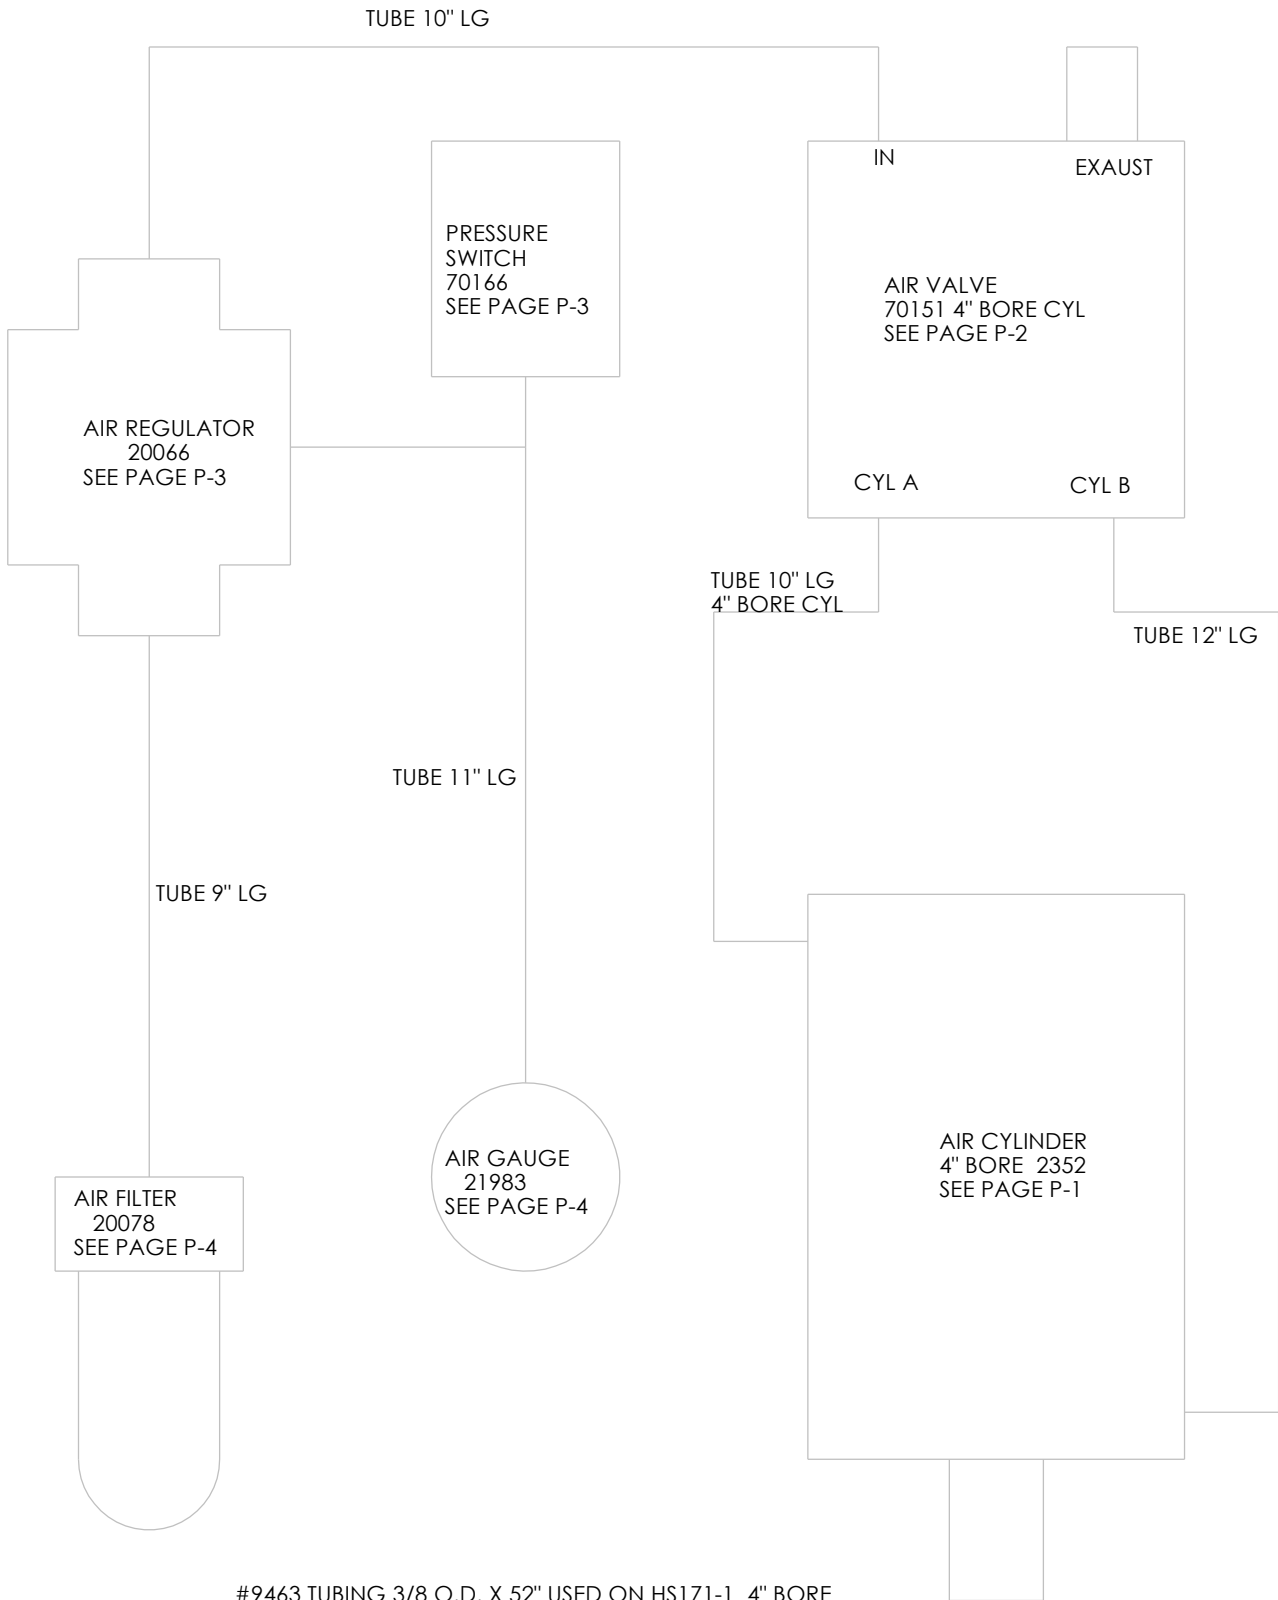 TUBE 10" LG
IN
EXAUST
PRESSURE
SWITCH
70166
SEE PAGE P-3
AIR VALVE
70151 4" BORE CYL
SEE PAGE P-2
AIR REGULATOR
20066
SEE PAGE P-3
CYL A
CYL B
TUBE 10" LG
4" BORE CYL
TUBE 12" LG
TUBE 11" LG
TUBE 9" LG
AIR CYLINDER
4" BORE 2352
SEE PAGE P-1
AIR GAUGE
21983
SEE PAGE P-4
AIR FILTER
20078
SEE PAGE P-4
#9463 TUBING 3/8 O.D. X 52" USED ON HS171-1 4" BORE